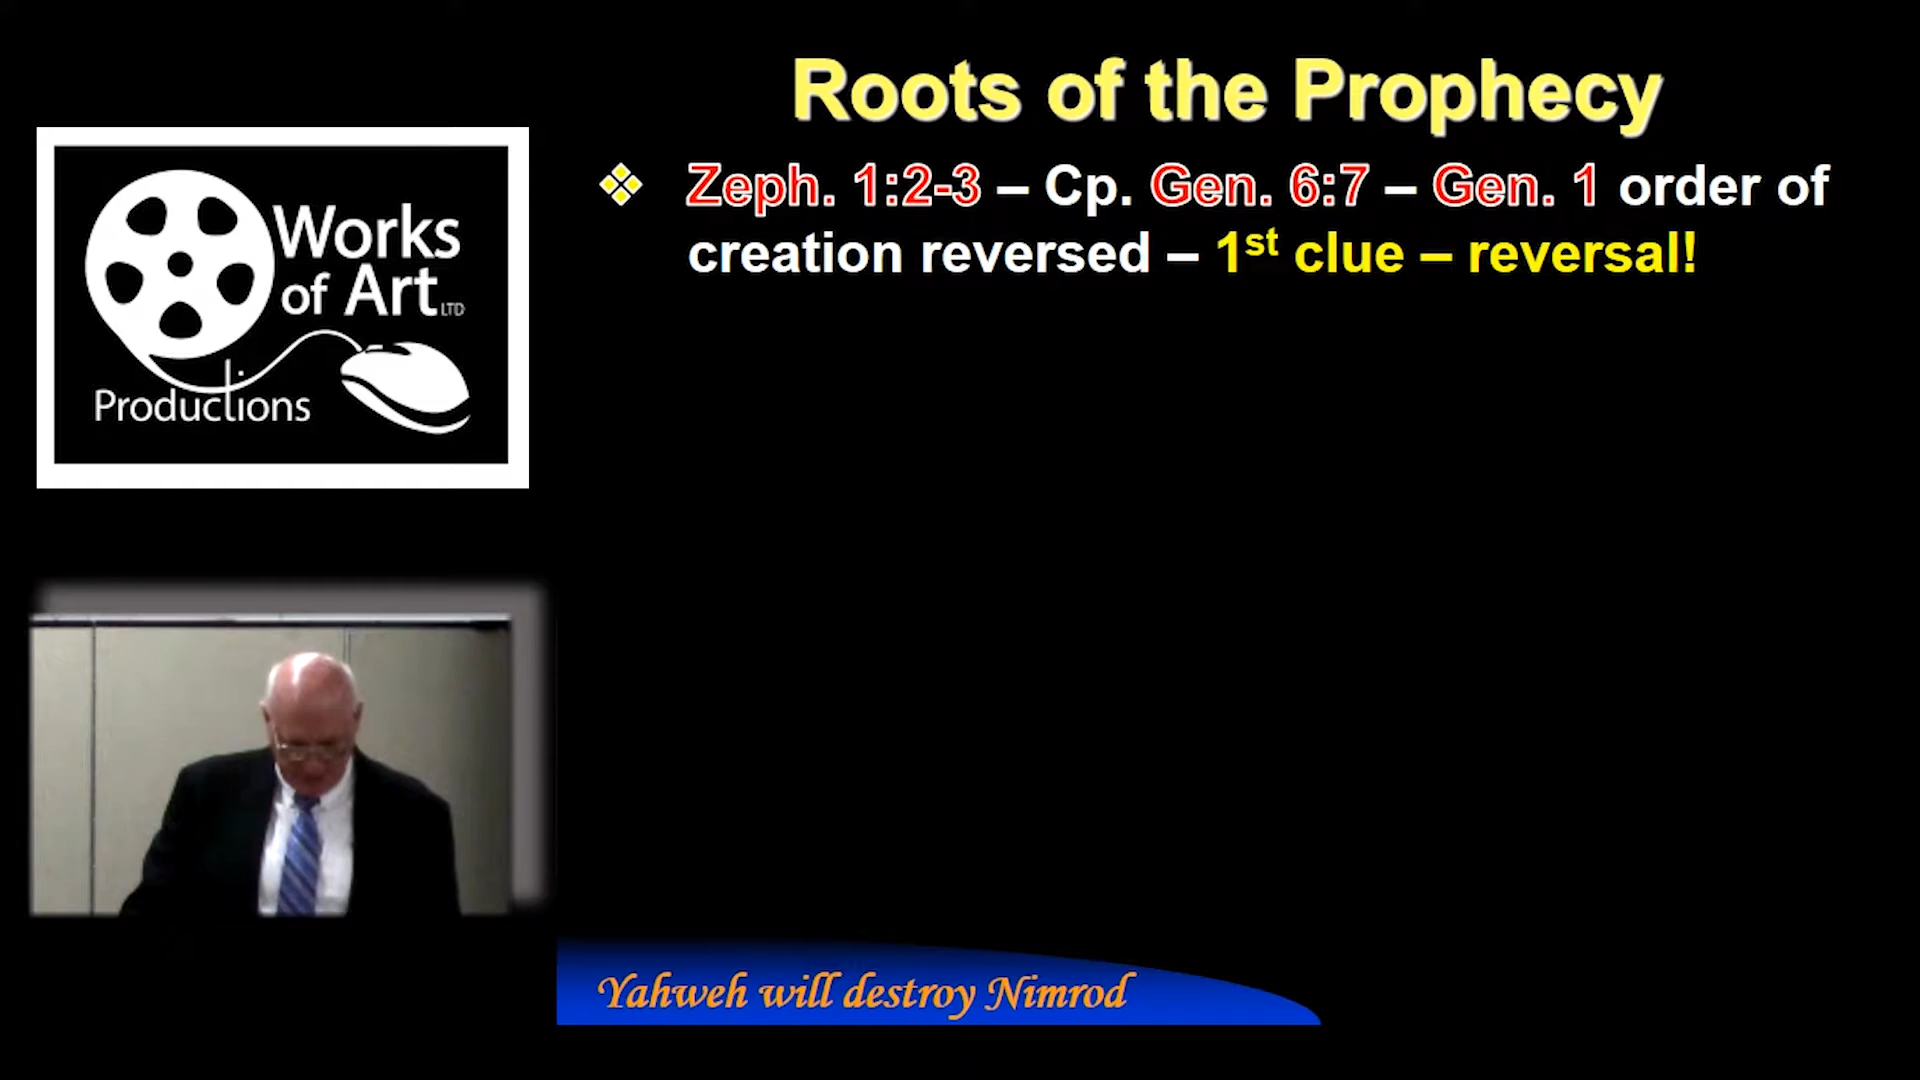 Roots of the Prophecy
Zeph. 1:2-3 – Cp. Gen. 6:7 – Gen. 1 order of
creation reversed – 1st clue – reversal!
Works
of Art LTD
Productions
Yahweh will destroy Nimrod